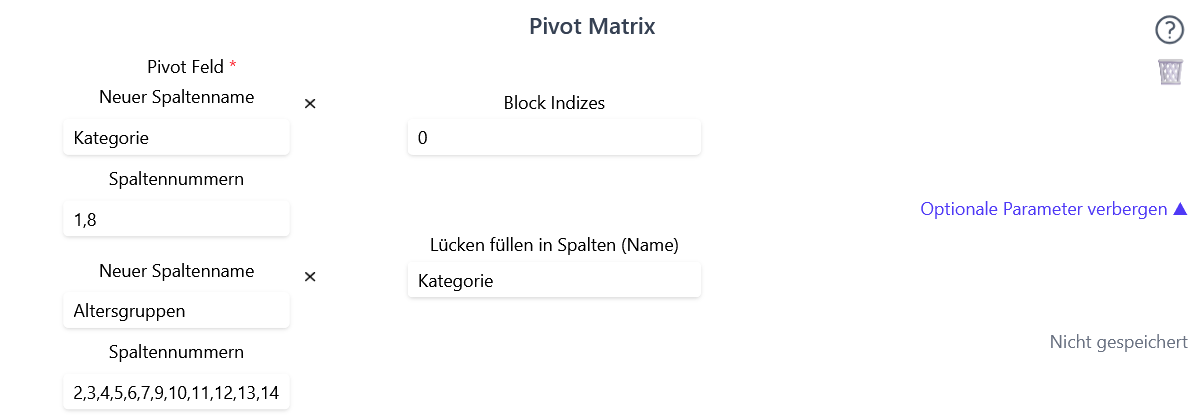 Pivot Matrix
Pivot Feld *
Neuer Spaltenname
Kategorie
Spaltennummern
1,8
Neuer Spaltenname
Altersgruppen
Spaltennummern
2,3,4,5,6,7,9,10,11,12,13,14
Block Indizes
0
Lücken füllen in Spalten (Name)
Kategorie
Optionale Parameter verbergen ▲
Nicht gespeichert